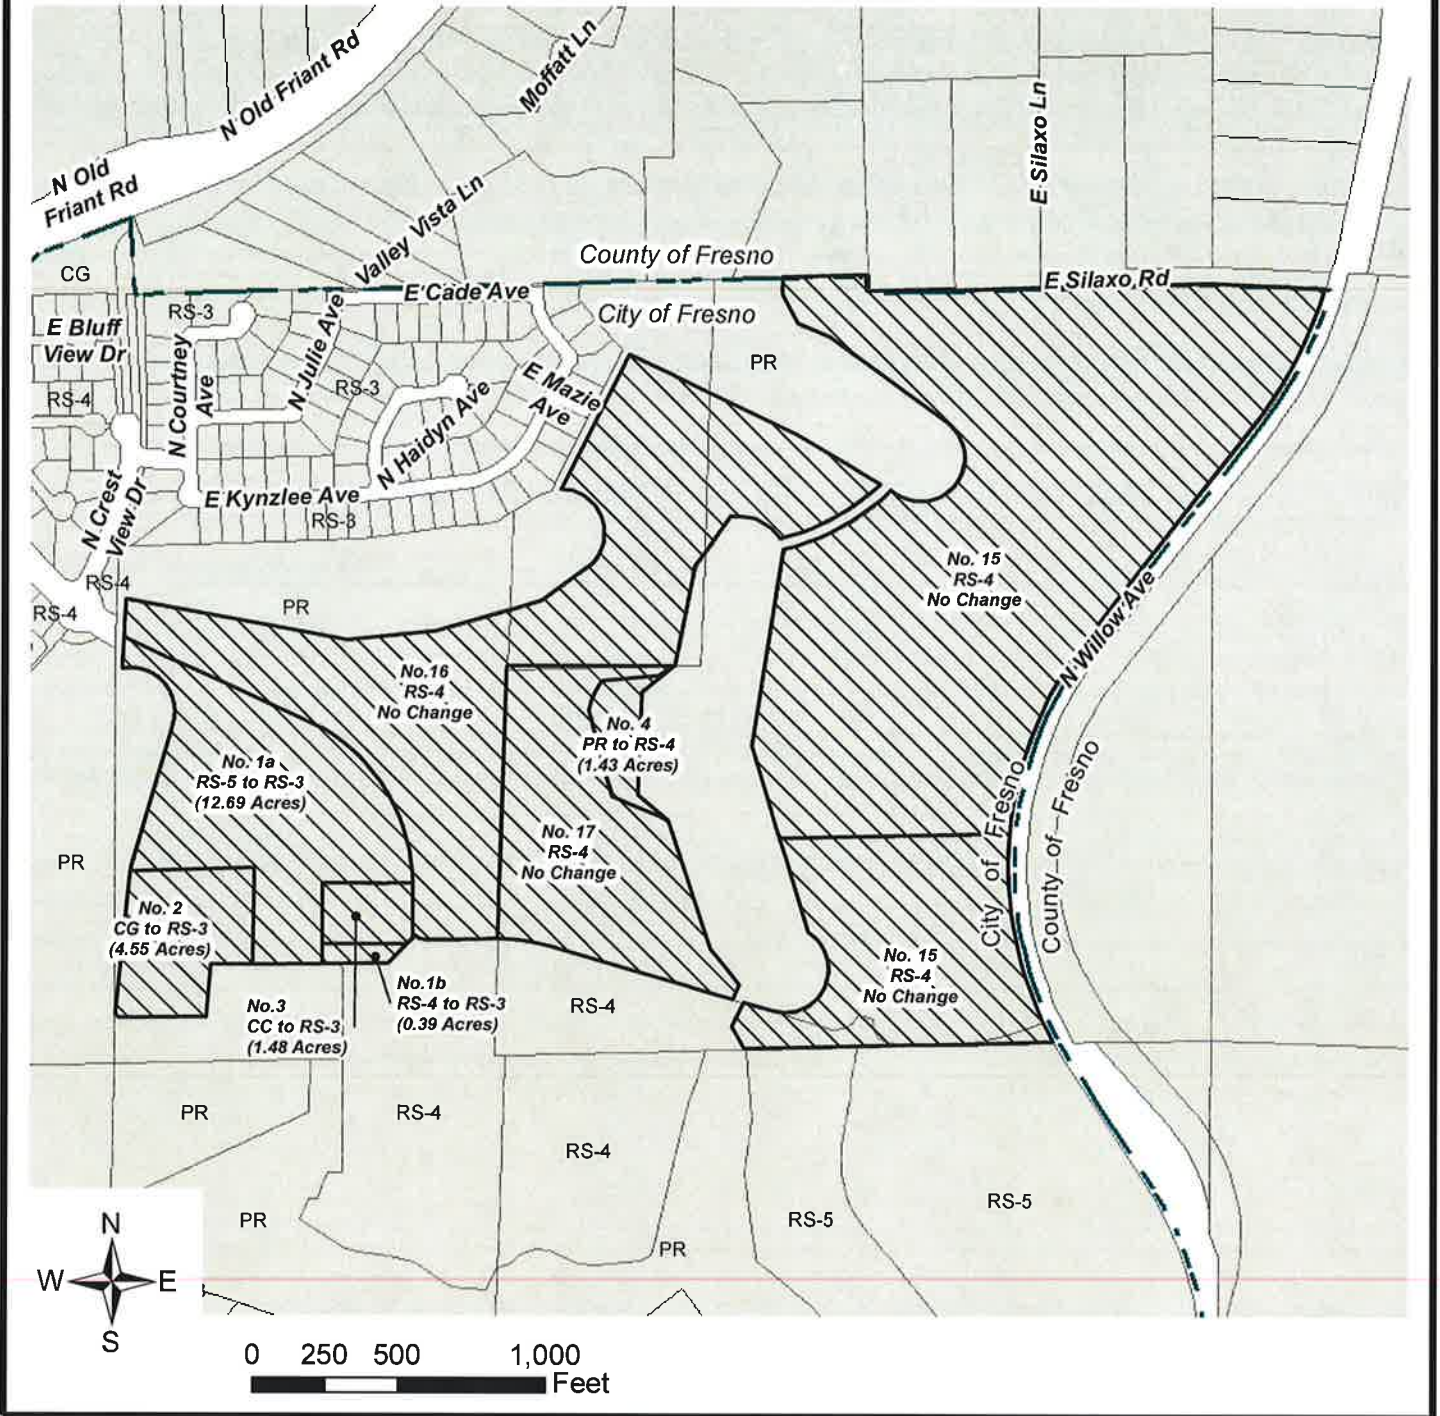 N Old Friant Rd
Moffatt Ln
E Silaxo Ln
N Old
Friant Rd
Valley Vista Ln
County of Fresno
CG
E Cade Ave
E Silaxo Rd
RS-3
City of Fresno
E Bluff
View Dr
N Courtney
Ave
N Julie Ave
RS-3
PR
RS-4
E Mazie
Ave
N Haidyn Ave
E Kynzlee Ave
RS-3
N Crest
View Dr
RS-4
RS-4
PR
No. 15
RS-4
No Change
N Willow Ave
No.16
RS-4
No Change
No. 4
PR to RS-4
(1.43 Acres)
No. 1a
RS-5 to RS-3
(12.69 Acres)
No. 17
RS-4
No Change
PR
City of Fresno
County of Fresno
No. 2
CG to RS-3
(4.55 Acres)
No. 15
RS-4
No Change
No.3
CC to RS-3
(1.48 Acres)
No.1b
RS-4 to RS-3
(0.39 Acres)
RS-4
PR
RS-4
RS-4
PR
PR
RS-5
RS-5
N
W
E
S
0 250 500 1,000
Feet